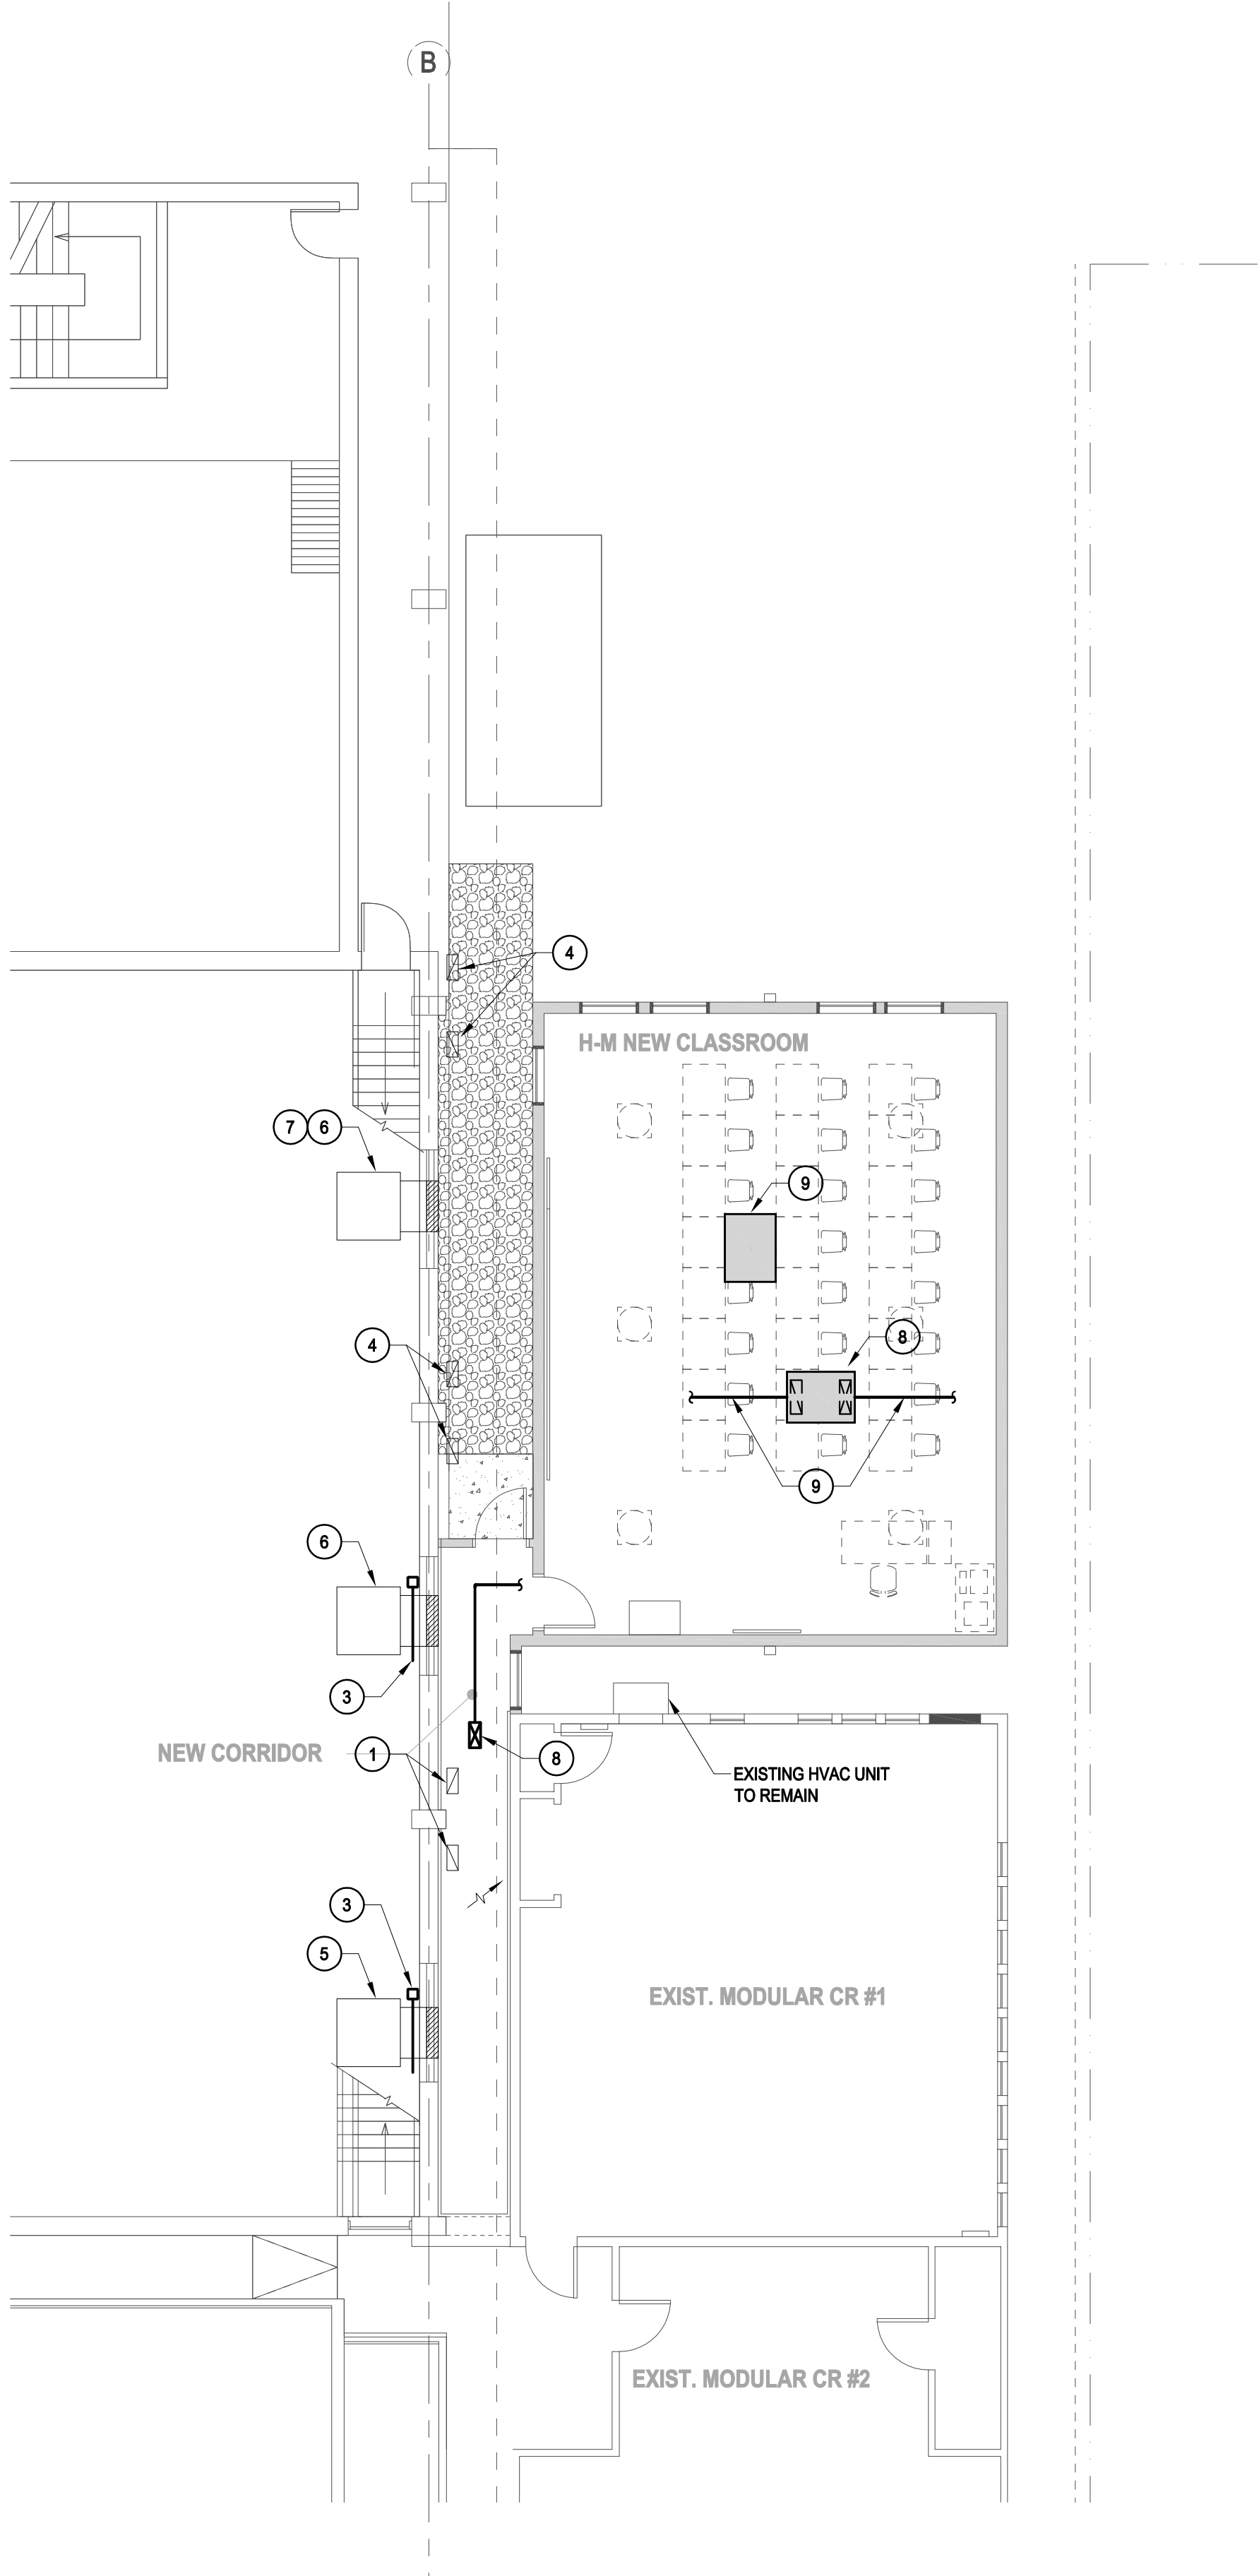 B
4
H-M NEW CLASSROOM
7
6
9
8
4
9
6
3
NEW CORRIDOR
1
8
EXISTING HVAC UNIT
TO REMAIN
3
5
EXIST. MODULAR CR #1
EXIST. MODULAR CR #2